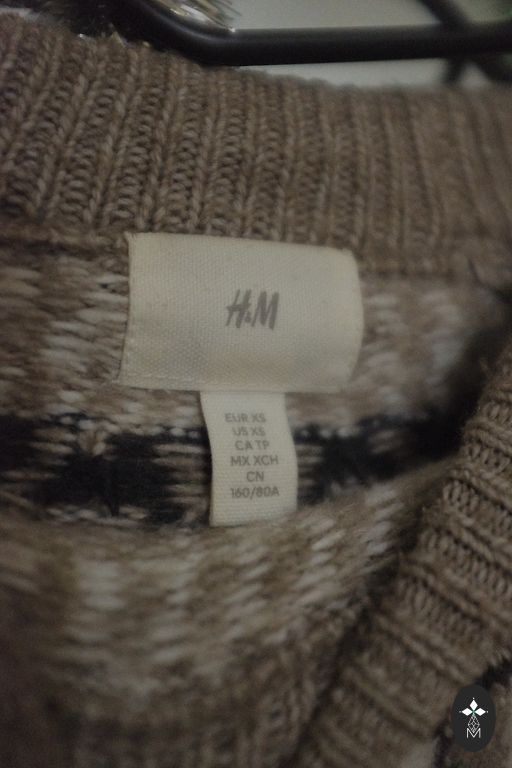 H&M
EUR XS
US XS
CA TP
MX XCH
CN
160/80A
M